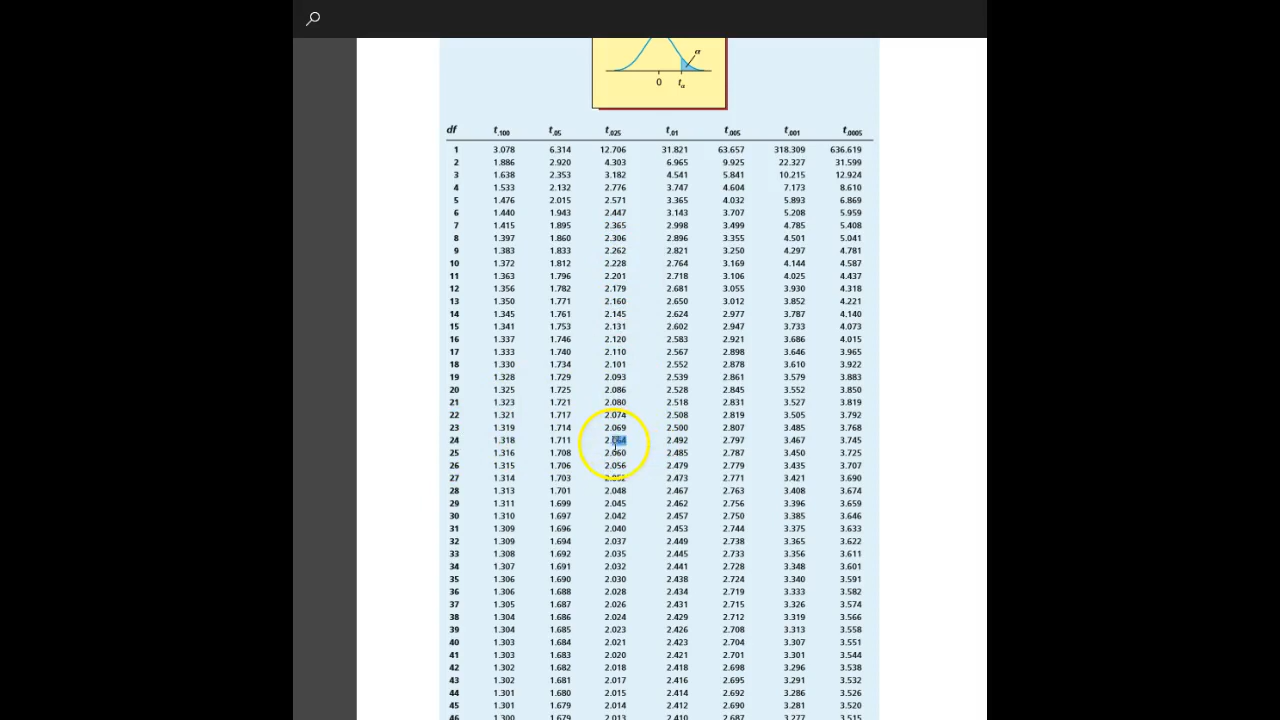 α
0 tα
df t.100 t.05 t.025 t.01 t.005 t.001 t.0005
1 3.078 6.314 12.706 31.821 63.657 318.309 636.619
2 1.886 2.920 4.303 6.965 9.925 22.327 31.599
3 1.638 2.353 3.182 4.541 5.841 10.215 12.924
4 1.533 2.132 2.776 3.747 4.604 7.173 8.610
5 1.476 2.015 2.571 3.365 4.032 5.893 6.869
6 1.440 1.943 2.447 3.143 3.707 5.208 5.959
7 1.415 1.895 2.365 2.998 3.499 4.785 5.408
8 1.397 1.860 2.306 2.896 3.355 4.501 5.041
9 1.383 1.833 2.262 2.821 3.250 4.297 4.781
10 1.372 1.812 2.228 2.764 3.169 4.144 4.587
11 1.363 1.796 2.201 2.718 3.106 4.025 4.437
12 1.356 1.782 2.179 2.681 3.055 3.930 4.318
13 1.350 1.771 2.160 2.650 3.012 3.852 4.221
14 1.345 1.761 2.145 2.624 2.977 3.787 4.140
15 1.341 1.753 2.131 2.602 2.947 3.733 4.073
16 1.337 1.746 2.120 2.583 2.921 3.686 4.015
17 1.333 1.740 2.110 2.567 2.898 3.646 3.965
18 1.330 1.734 2.101 2.552 2.878 3.610 3.922
19 1.328 1.729 2.093 2.539 2.861 3.579 3.883
20 1.325 1.725 2.086 2.528 2.845 3.552 3.850
21 1.323 1.721 2.080 2.518 2.831 3.527 3.819
22 1.321 1.717 2.074 2.508 2.819 3.505 3.792
23 1.319 1.714 2.069 2.500 2.807 3.485 3.768
24 1.318 1.711 2.064 2.492 2.797 3.467 3.745
25 1.316 1.708 2.060 2.485 2.787 3.450 3.725
26 1.315 1.706 2.056 2.479 2.779 3.435 3.707
27 1.314 1.703 2.052 2.473 2.771 3.421 3.690
28 1.313 1.701 2.048 2.467 2.763 3.408 3.674
29 1.311 1.699 2.045 2.462 2.756 3.396 3.659
30 1.310 1.697 2.042 2.457 2.750 3.385 3.646
31 1.309 1.696 2.040 2.453 2.744 3.375 3.633
32 1.309 1.694 2.037 2.449 2.738 3.365 3.622
33 1.308 1.692 2.035 2.445 2.733 3.356 3.611
34 1.307 1.691 2.032 2.441 2.728 3.348 3.601
35 1.306 1.690 2.030 2.438 2.724 3.340 3.591
36 1.306 1.688 2.028 2.434 2.719 3.333 3.582
37 1.305 1.687 2.026 2.431 2.715 3.326 3.574
38 1.304 1.686 2.024 2.429 2.712 3.319 3.566
39 1.304 1.685 2.023 2.426 2.708 3.313 3.558
40 1.303 1.684 2.021 2.423 2.704 3.307 3.551
41 1.303 1.683 2.020 2.421 2.701 3.301 3.544
42 1.302 1.682 2.018 2.418 2.698 3.296 3.538
43 1.302 1.681 2.017 2.416 2.695 3.291 3.532
44 1.301 1.680 2.015 2.414 2.692 3.286 3.526
45 1.301 1.679 2.014 2.412 2.690 3.281 3.520
46 1.300 1.679 2.013 2.410 2.687 3.277 3.515